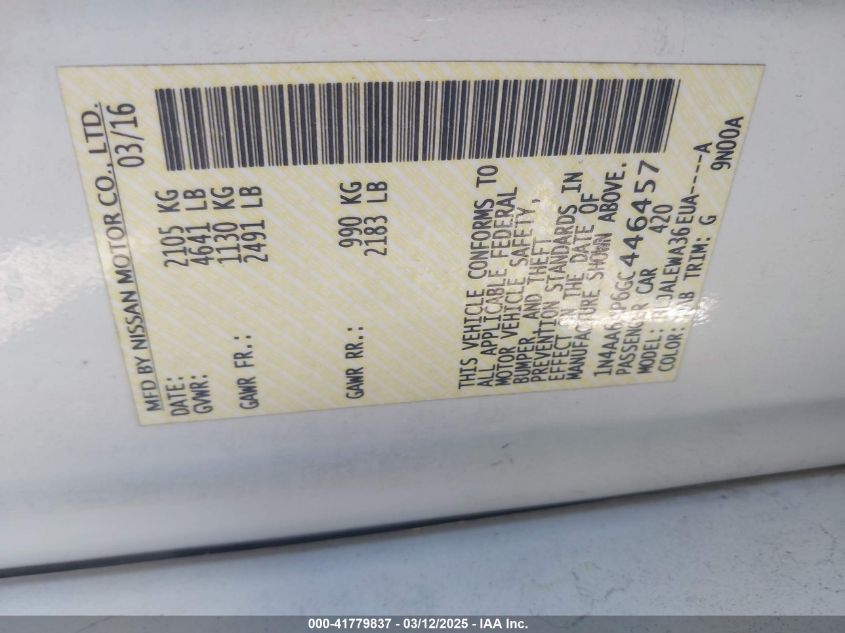 MFD BY NISSAN MOTOR CO., LTD.
DATE: 03/16
GVWR: 2105 KG
4641 LB
GAWR FR.: 1130 KG
2491 LB
GAWR RR.: 990 KG
2183 LB
THIS VEHICLE CONFORMS TO
ALL APPLICABLE FEDERAL
MOTOR VEHICLE SAFETY,
BUMPER, AND THEFT
PREVENTION STANDARDS IN
EFFECT ON THE DATE OF
MANUFACTURE SHOWN ABOVE.
446457
PASSENGER CAR 420
MODEL:
COLOR: TRIM: G
9N00A
000-41779837 - 03/12/2025 - IAA Inc.